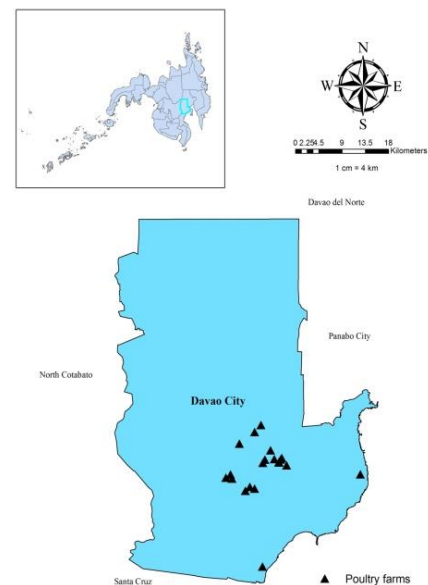 N
W E
S
0 2.25 4.5 9 13.5 18
Kilometers
1 cm = 4 km
Davao del Norte
Panabo City
North Cotabato
Davao City
Santa Cruz
Poultry farms